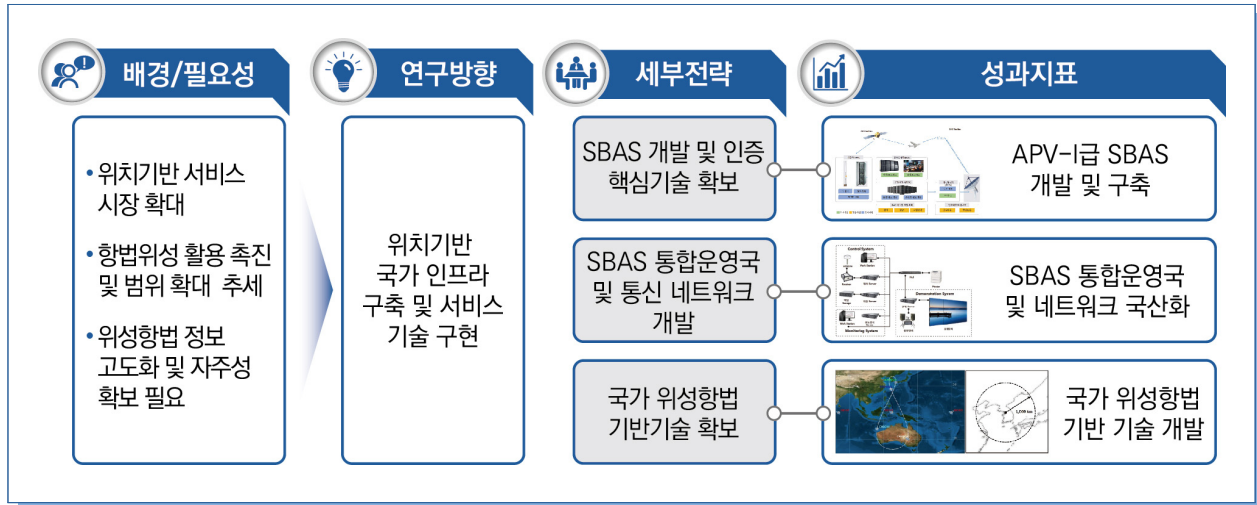 배경/필요성
• 위치기반 서비스
시장 확대
• 항법위성 활용 촉진
및 범위 확대 추세
• 위성항법 정보
고도화 및 자주성
확보 필요
연구방향
위치기반
국가 인프라
구축 및 서비스
기술 구현
세부전략
성과지표
SBAS 개발 및 인증
핵심기술 확보
APV-I급 SBAS
개발 및 구축
SBAS 통합운영국
및 통신 네트워크
개발
Control System
Monitoring System
SBAS 통합운영국
및 네트워크 국산화
국가 위성항법
기반기술 확보
1,000 km
국가 위성항법
기반 기술 개발